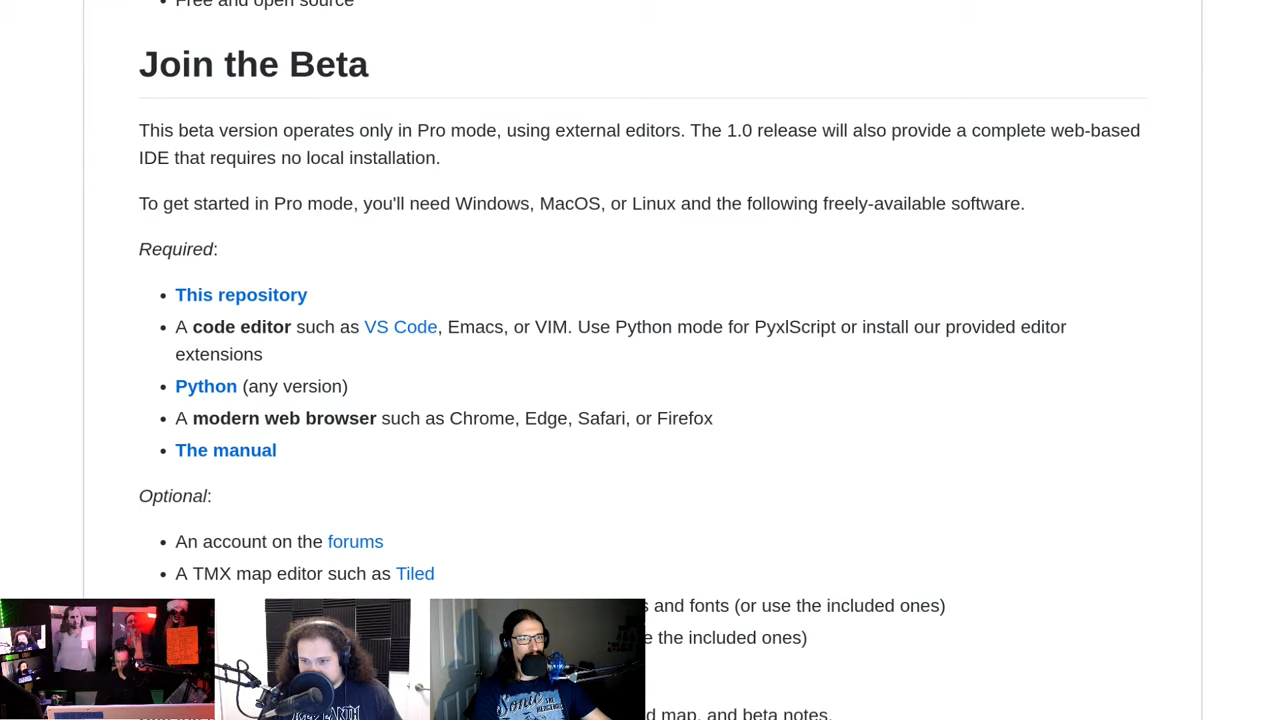 Free and open source
Join the Beta
This beta version operates only in Pro mode, using external editors. The 1.0 release will also provide a complete web-based
IDE that requires no local installation.
To get started in Pro mode, you'll need Windows, MacOS, or Linux and the following freely-available software.
Required:
This repository
A code editor such as VS Code, Emacs, or VIM. Use Python mode for PyxlScript or install our provided editor
extensions
Python (any version)
A modern web browser such as Chrome, Edge, Safari, or Firefox
The manual
Optional:
An account on the forums
A TMX map editor such as Tiled
and fonts (or use the included ones)
the included ones)
map, and beta notes.
Sonic
THE
EARTH